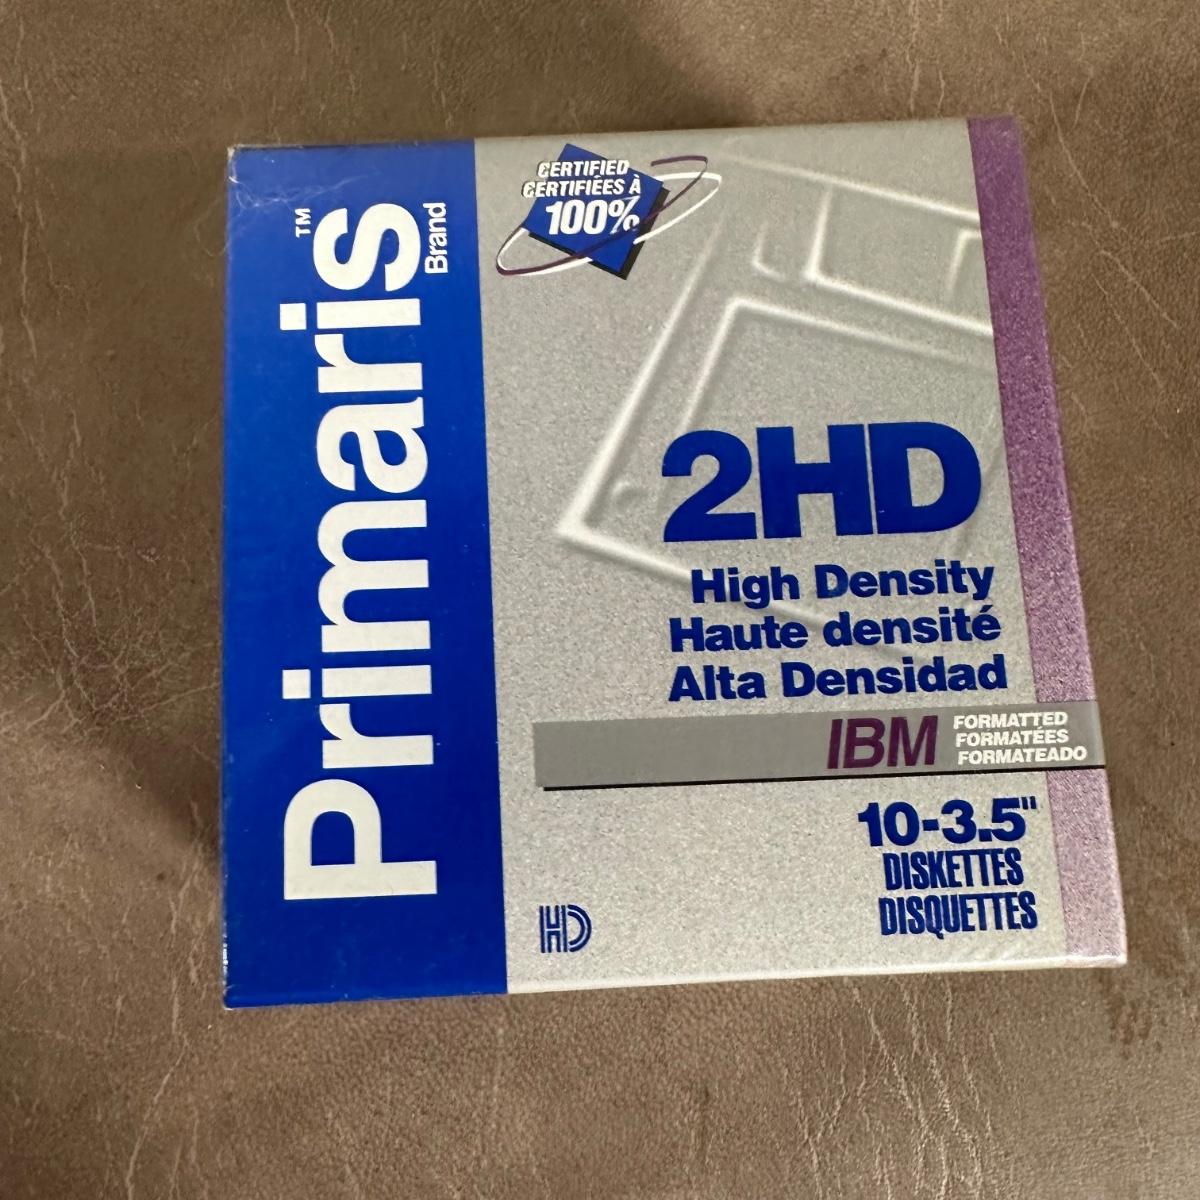 Primaris™
Brand
CERTIFIED
CERTIFIÉES À
100%
2HD
High Density
Haute densité
Alta Densidad
IBM FORMATTED
FORMATÉES
FORMATEADO
10-3.5"
DISKETTES
DISQUETTES
HD